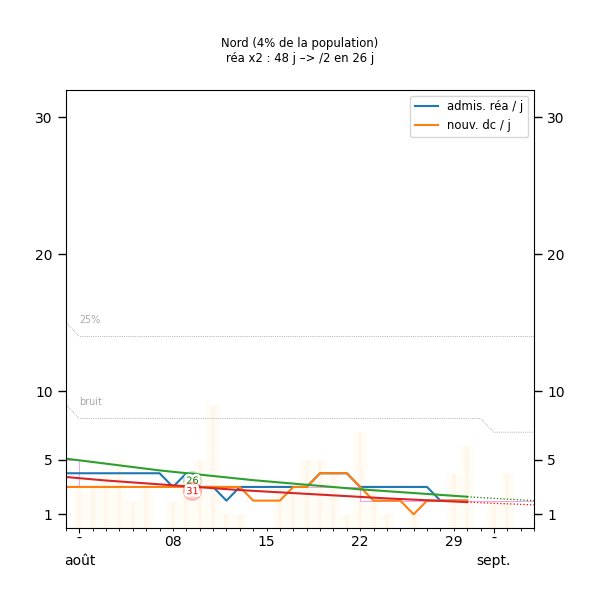 Nord (4% de la population)
réa x2 : 48 j –> /2 en 26 j
admis. réa / j
nouv. dc / j
30
30
20
20
25%
10
10
bruit
5
5
26
31
1
1
-
08
15
22
29
-
août
sept.